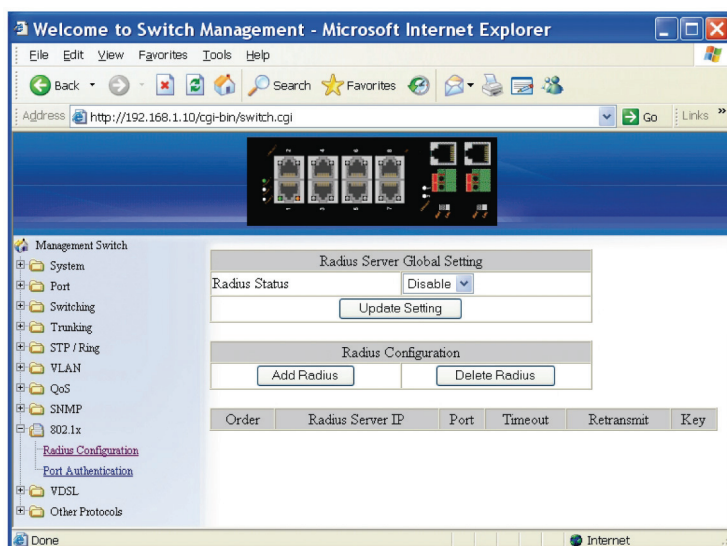 Welcome to Switch Management - Microsoft Internet Explorer
File Edit View Favorites Tools Help
Back Search Favorites
Address http://192.168.1.10/cgi-bin/switch.cgi Go Links »
Management Switch
System
Port
Switching
Trunking
STP / Ring
VLAN
QoS
SNMP
802.1x
Radius Configuration
Port Authentication
VDSL
Other Protocols
Radius Server Global Setting
Radius Status Disable
Update Setting
Radius Configuration
Add Radius Delete Radius
Order Radius Server IP Port Timeout Retransmit Key
Done Internet